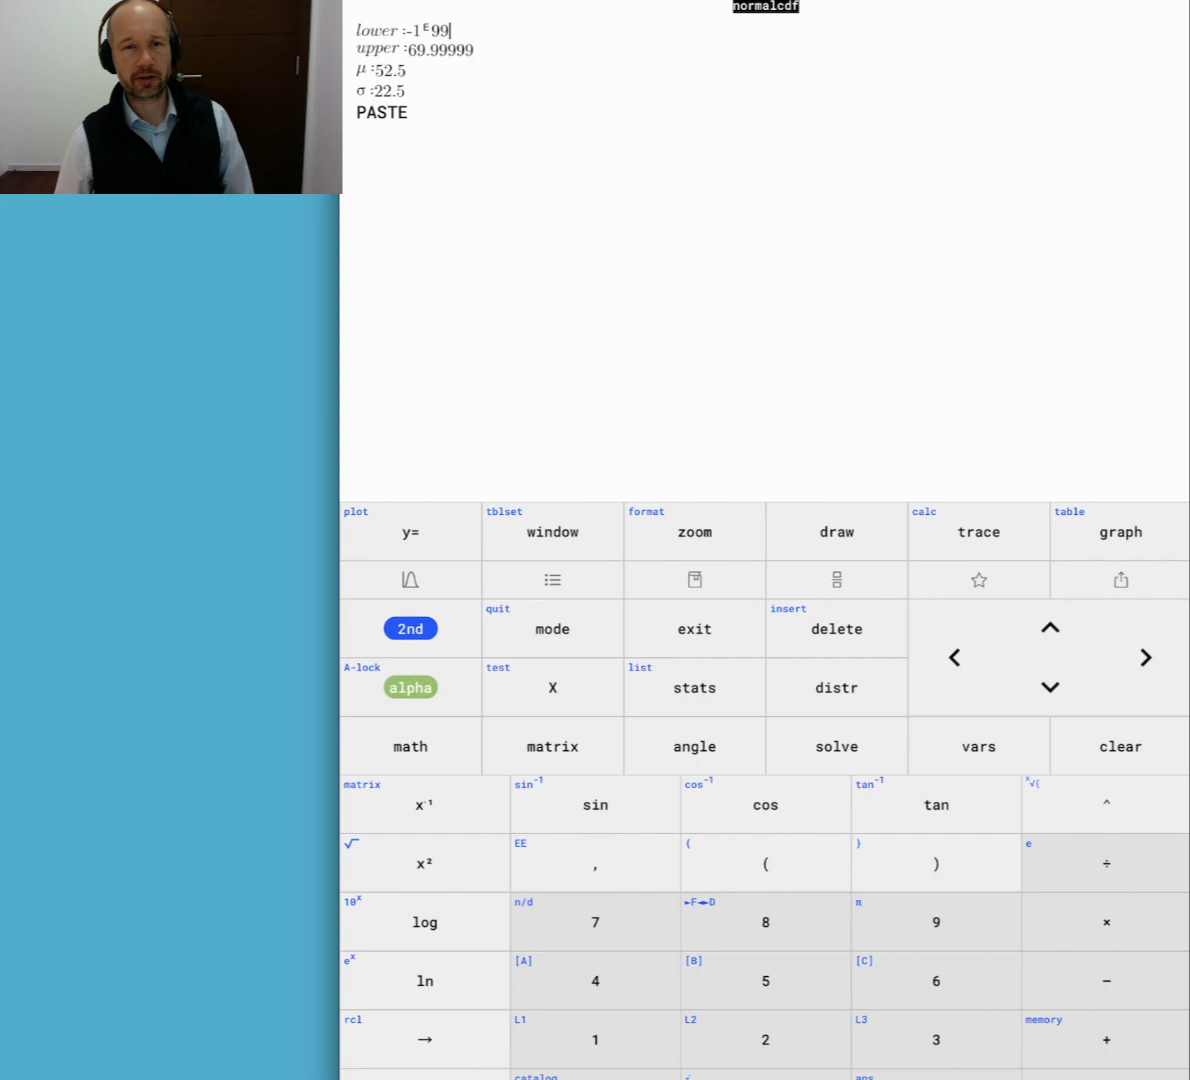 normalcdf
lower :-1ᴇ99
upper :69.99999
μ :52.5
σ :22.5
PASTE
plot tblset format calc table
y= window zoom draw trace graph
quit insert
2nd mode exit delete
A-lock test list
alpha X stats distr
math matrix angle solve vars clear
matrix sin⁻¹ cos⁻¹ tan⁻¹ ˣ√(
x⁻¹ sin cos tan ^
√ EE { } e
x² , ( ) ÷
10ˣ n/d ►F◄►D π
log 7 8 9 ×
eˣ [A] [B] [C]
ln 4 5 6 −
rcl L1 L2 L3 memory
→ 1 2 3 +
catalog i ans